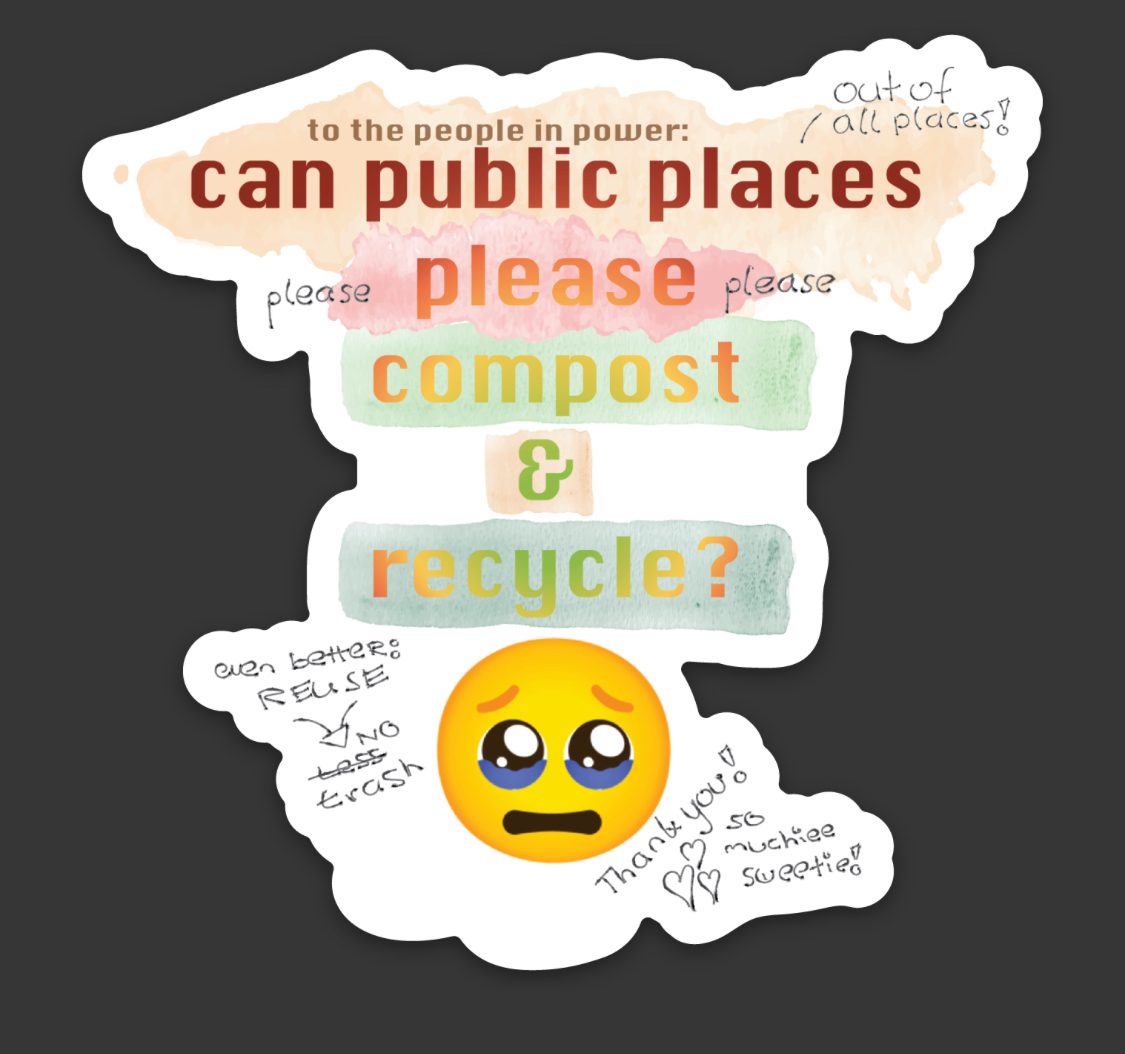 out of
all places!
to the people in power:
can public places
please please please
compost
&
recycle?
even better:
REUSE
NO
less
trash
Thank you!
so
muchiee
sweetie!